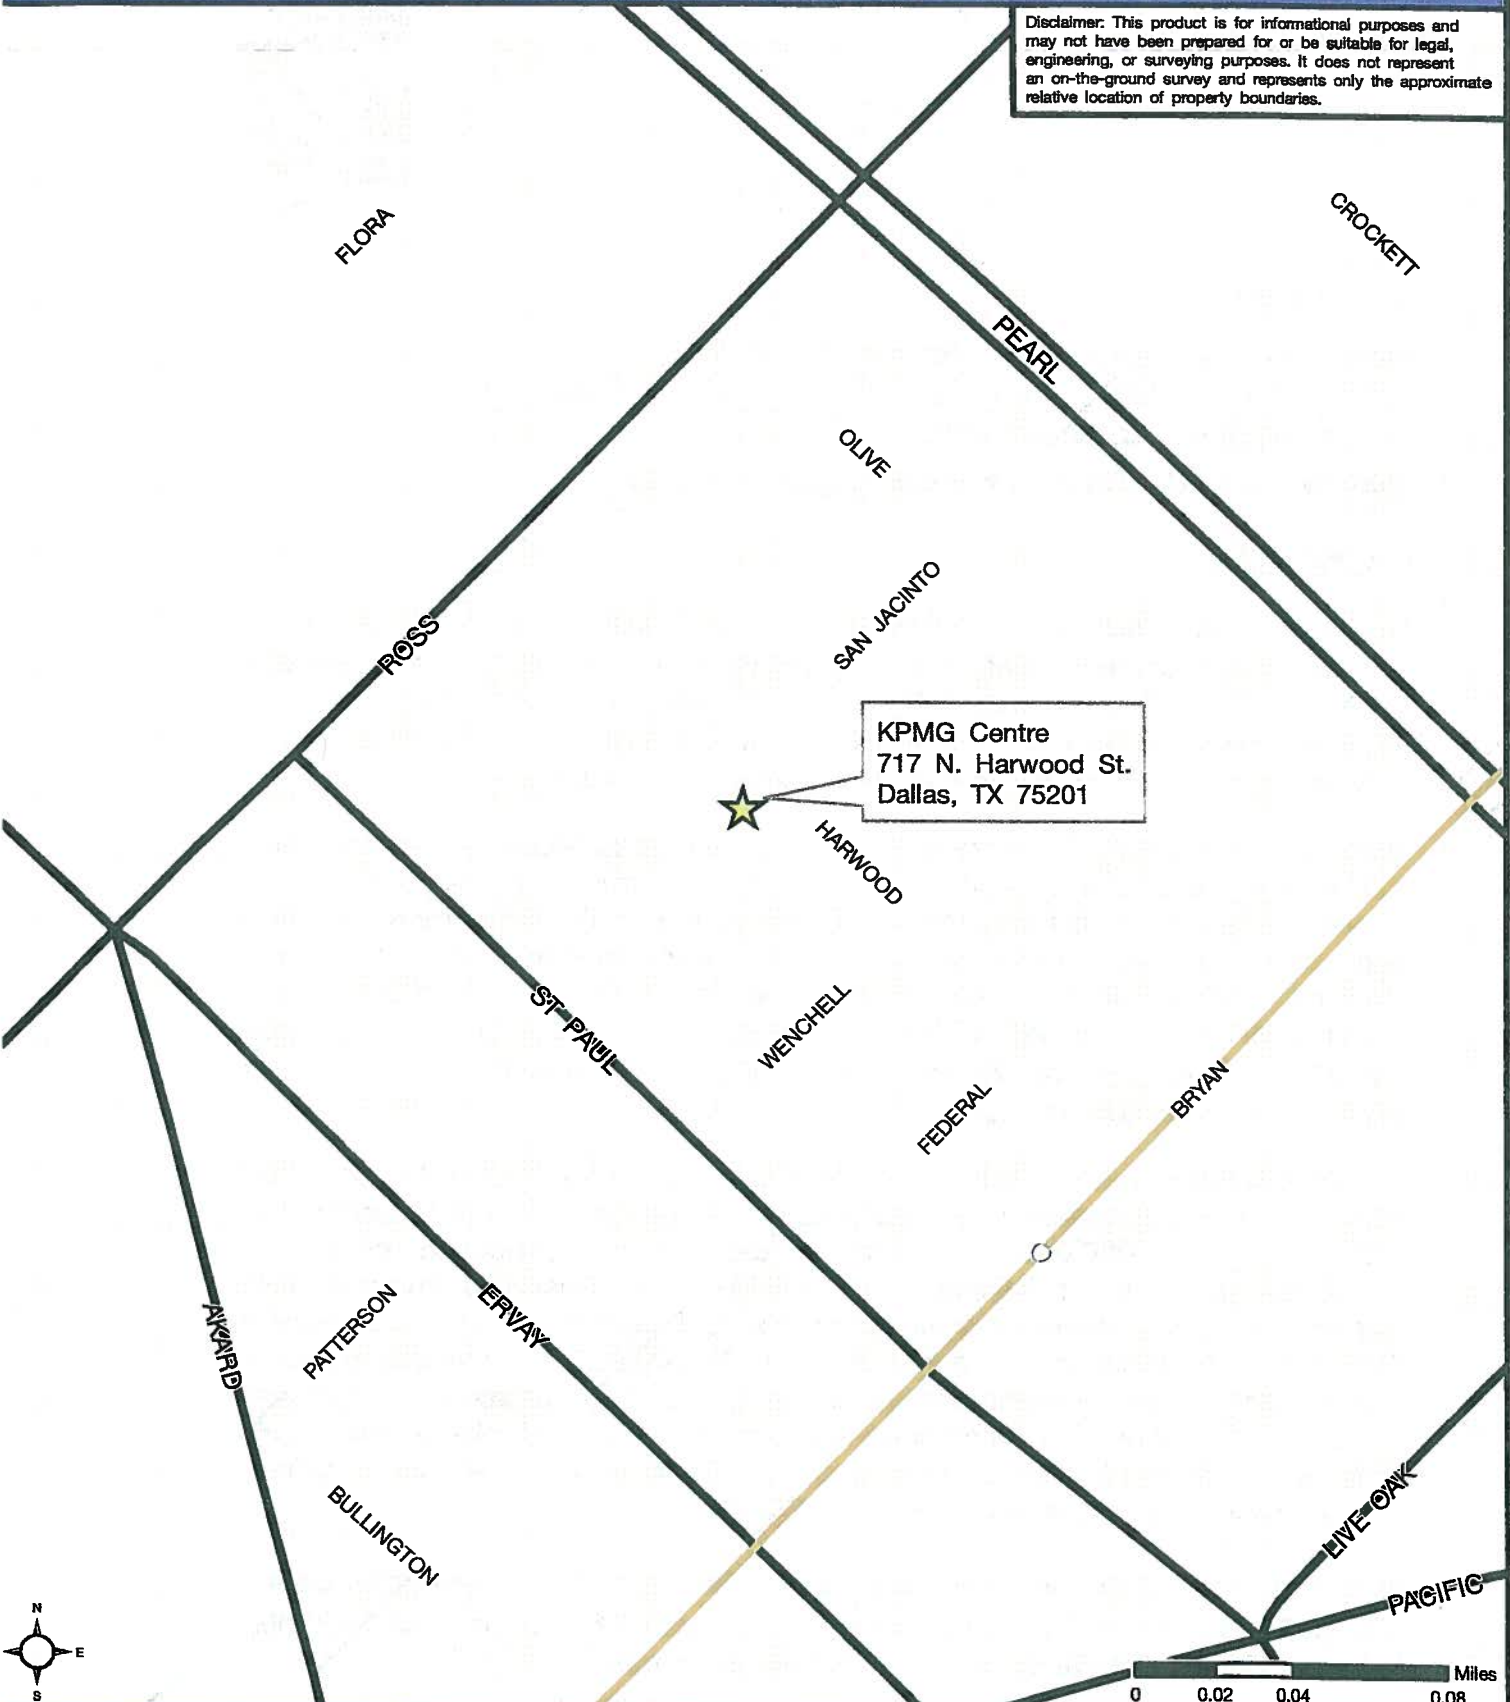 Disclaimer: This product is for informational purposes and
may not have been prepared for or be suitable for legal,
engineering, or surveying purposes. It does not represent
an on-the-ground survey and represents only the approximate
relative location of property boundaries.
FLORA
CROCKETT
PEARL
OLIVE
SAN JACINTO
ROSS
KPMG Centre
717 N. Harwood St.
Dallas, TX 75201
HARWOOD
ST PAUL
WENCHELL
FEDERAL
BRYAN
AKARD
PATTERSON
ERVAY
BULLINGTON
LIVE OAK
PACIFIC
N
E
S
Miles
0 0.02 0.04 0.08